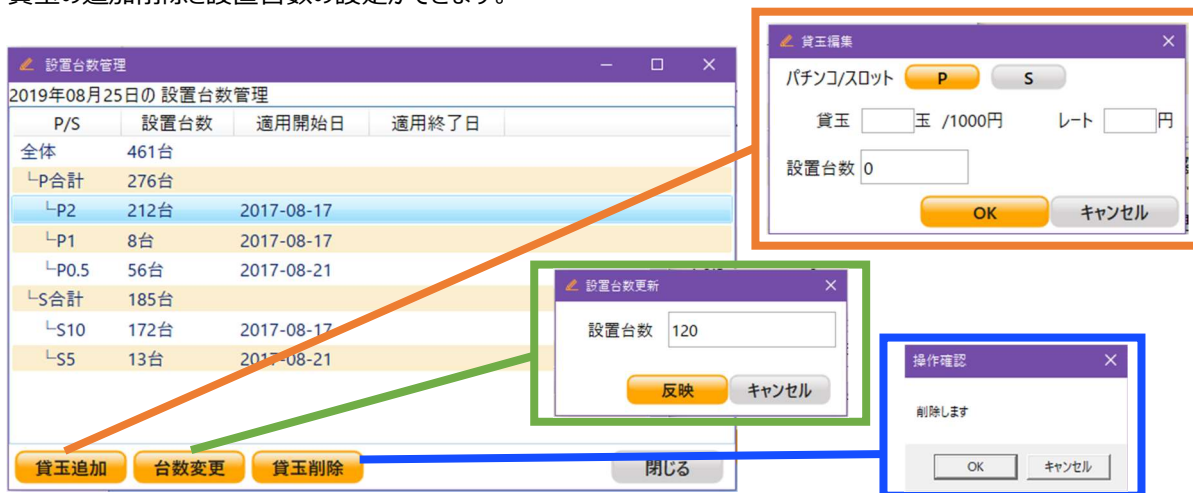 貸玉の追加削除と設置台数の設定ができます。
設置台数管理
2019年08月25日の 設置台数管理
P/S 設置台数 適用開始日 適用終了日
全体 461台
└P合計 276台
└P2 212台 2017-08-17
└P1 8台 2017-08-17
└P0.5 56台 2017-08-21
└S合計 185台
└S10 172台 2017-08-17
└S5 13台 2017-08-21
貸玉追加 台数変更 貸玉削除 閉じる
貸玉編集
パチンコ/スロット P S
貸玉 玉 /1000円 レート 円
設置台数 0
OK キャンセル
設置台数更新
設置台数 120
反映 キャンセル
操作確認
削除します
OK キャンセル